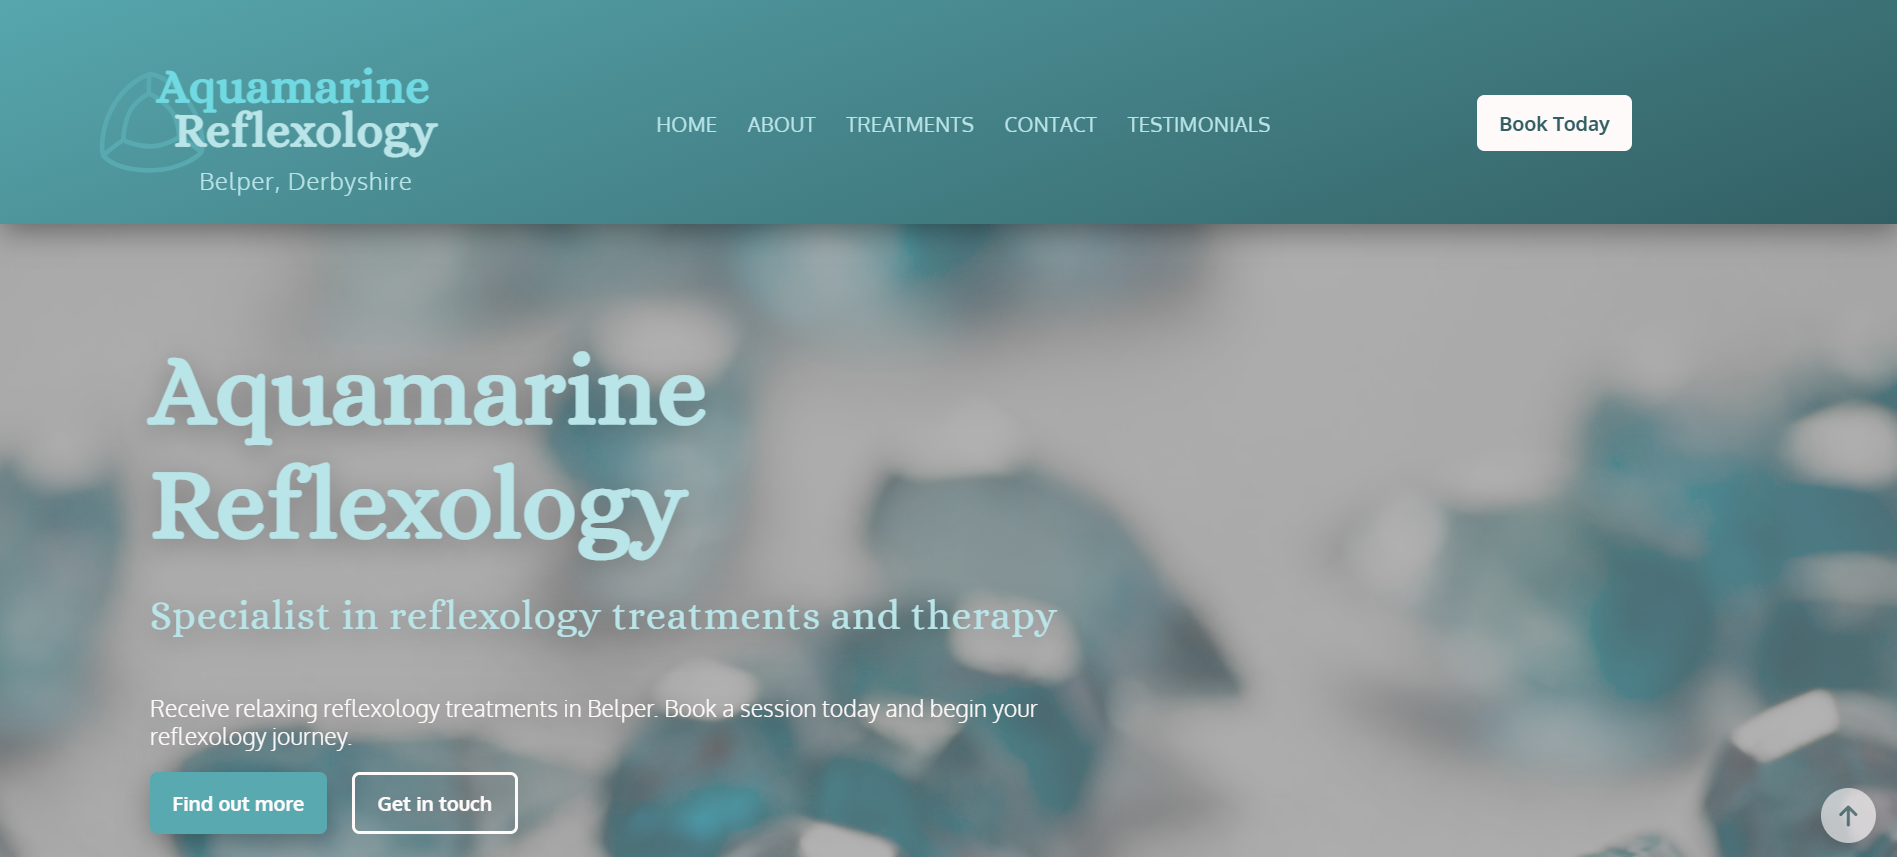 Aquamarine
Reflexology
Belper, Derbyshire
HOME ABOUT TREATMENTS CONTACT TESTIMONIALS
Book Today
Aquamarine
Reflexology
Specialist in reflexology treatments and therapy
Receive relaxing reflexology treatments in Belper. Book a session today and begin your
reflexology journey.
Find out more
Get in touch